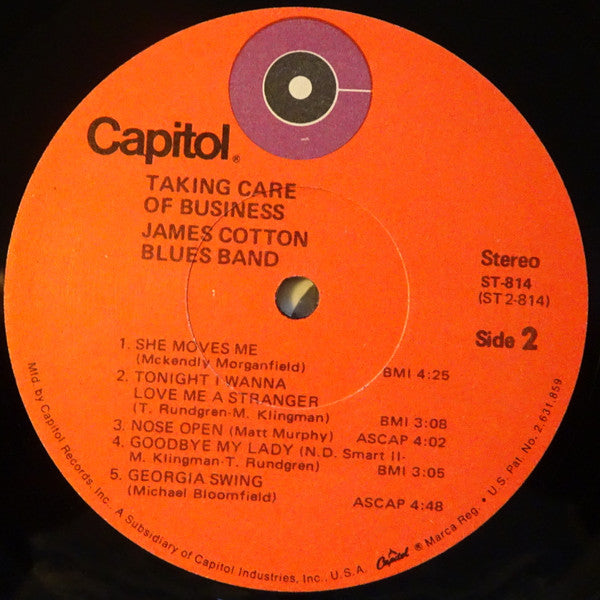 Capitol®
TAKING CARE
OF BUSINESS
JAMES COTTON
BLUES BAND
Stereo
ST-814
(ST2-814)
Side 2
1. SHE MOVES ME
(Mckendly Morganfield) BMI 4:25
2. TONIGHT I WANNA
LOVE ME A STRANGER
(T. Rundgren-M. Klingman) BMI 3:08
3. NOSE OPEN (Matt Murphy) ASCAP 4:02
4. GOODBYE MY LADY (N.D. Smart II-
M. Klingman-T. Rundgren) BMI 3:05
5. GEORGIA SWING
(Michael Bloomfield) ASCAP 4:48
Mfd. by Capitol Records, Inc., A Subsidiary of Capitol Industries, Inc., U.S.A. Capitol ® Marca Reg. • U.S. Pat. No. 2,631,859